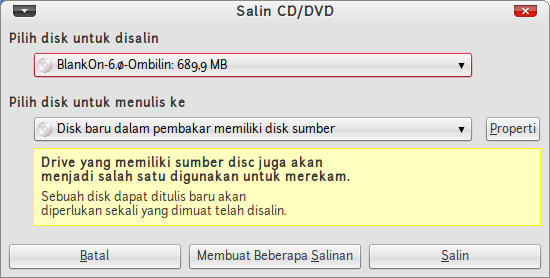 Salin CD/DVD
Pilih disk untuk disalin
BlankOn-6.0-Ombilin: 689,9 MB
Pilih disk untuk menulis ke
Disk baru dalam pembakar memiliki disk sumber
Properti
Drive yang memiliki sumber disc juga akan
menjadi salah satu digunakan untuk merekam.
Sebuah disk dapat ditulis baru akan
diperlukan sekali yang dimuat telah disalin.
Batal
Membuat Beberapa Salinan
Salin